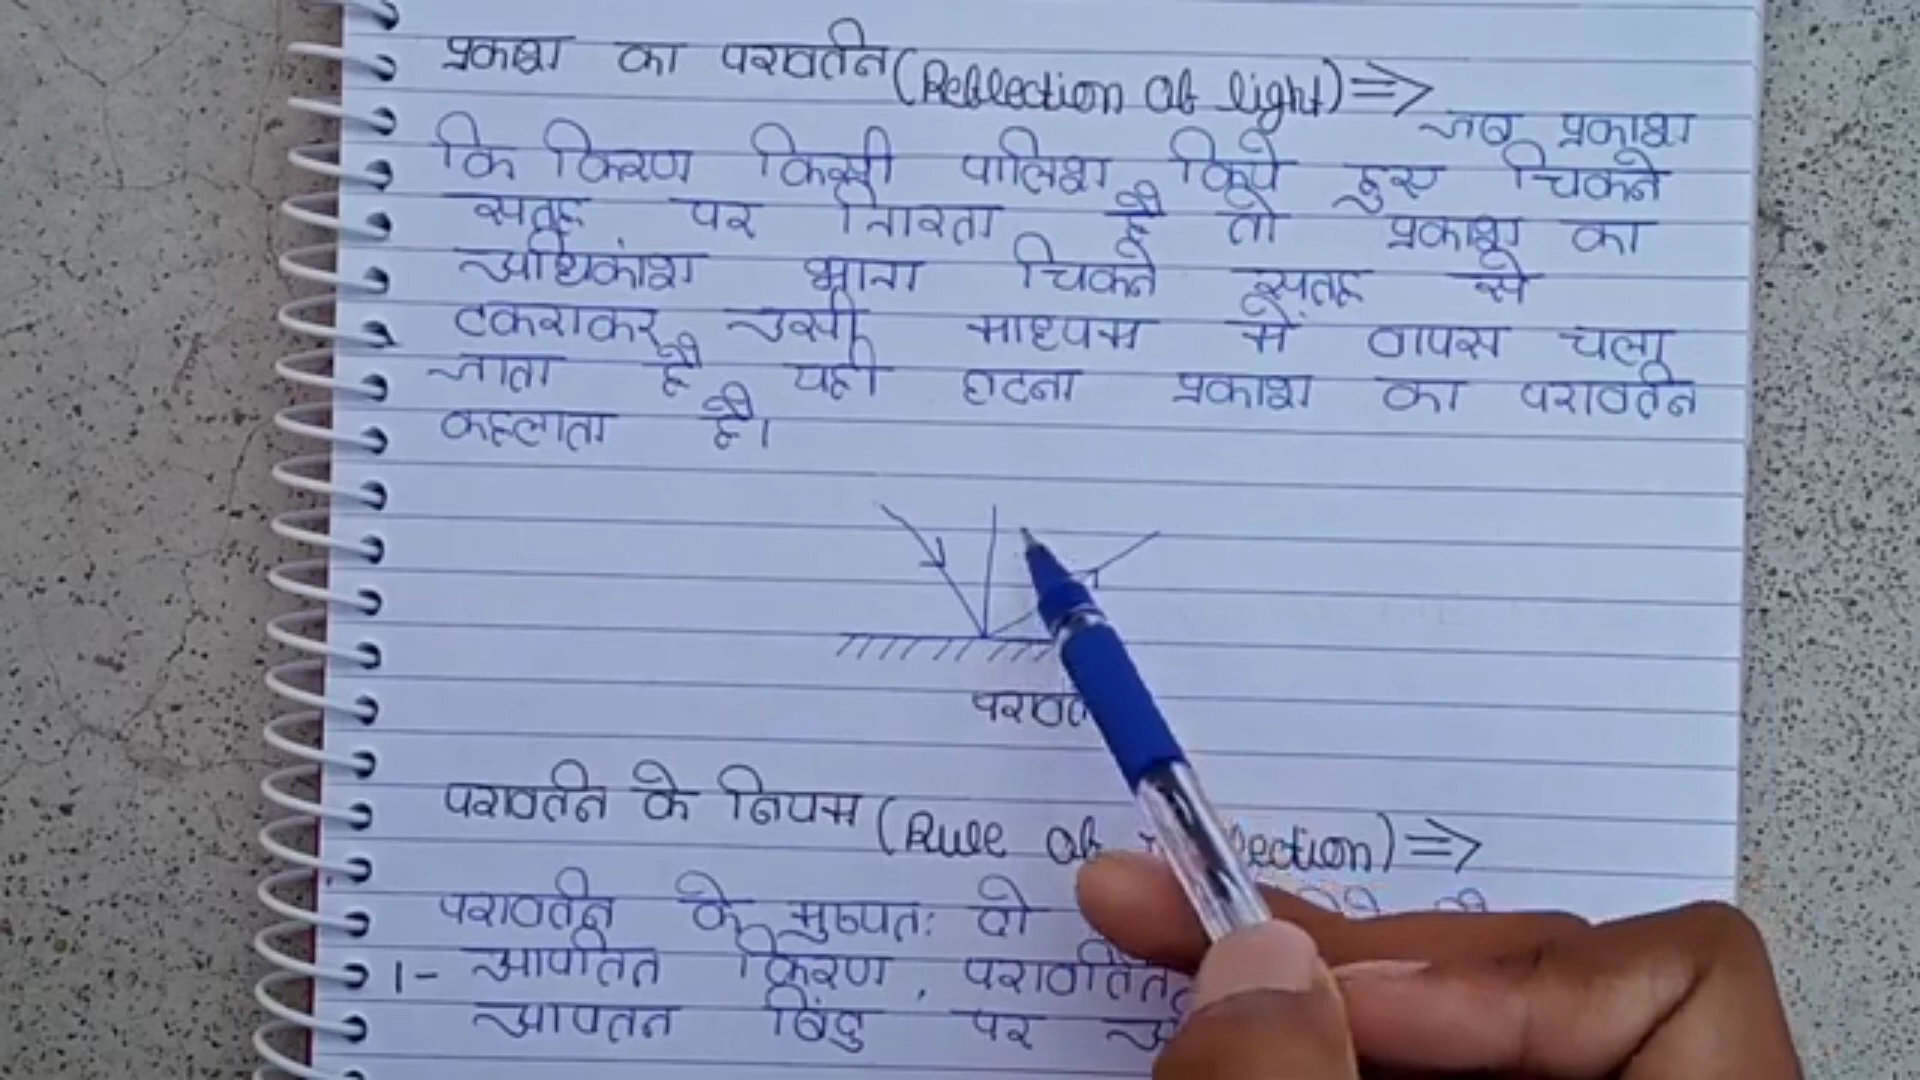 प्रकाश का परावर्तन (Reflection of light) ⇒
जब प्रकाश
कि किरण किसी पालिश किये हुए चिकने
सतह पर गिरता है तो प्रकाश का
अधिकांश भाग चिकने सतह से
टकराकर उसी माध्यम में वापस चला
जाता है यही घटना प्रकाश का परावर्तन
कहलाता है।
परावर्तन के नियम (Rule of ⇒
परावर्तन के मुख्यतः दो
1- आपतित किरण, परावर्तित
आपतन बिंदु पर